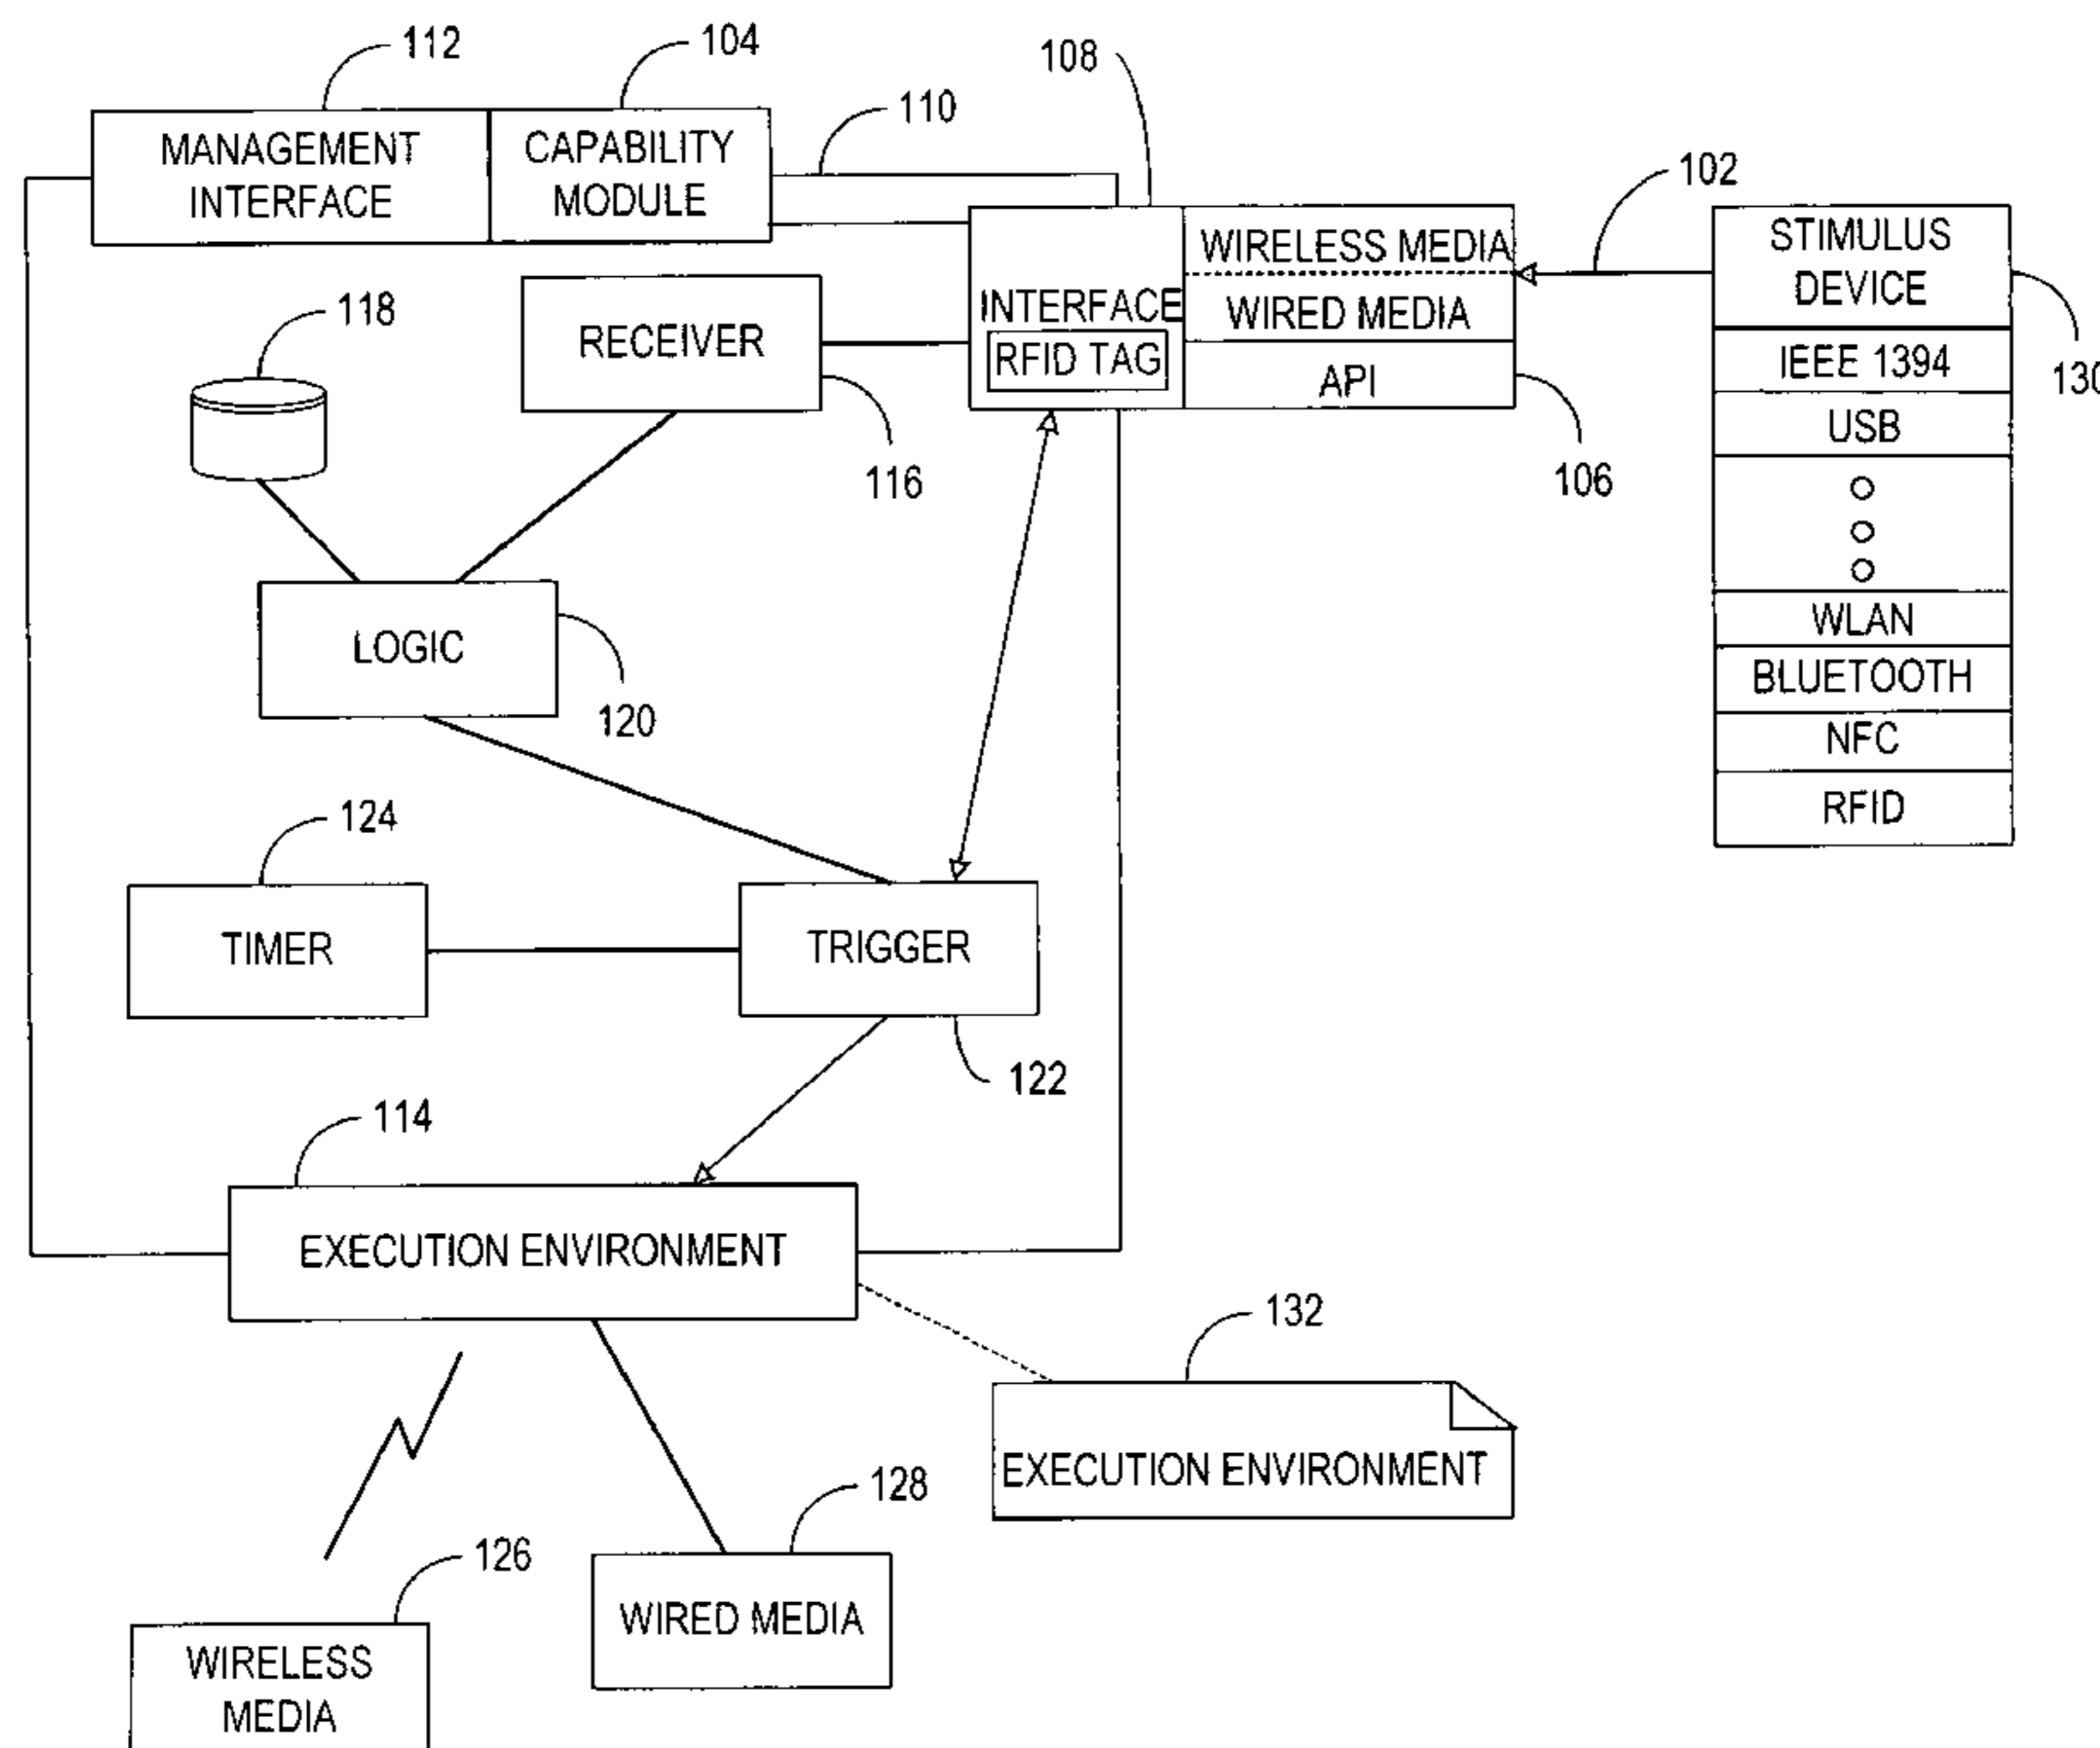 112
104
108
110
MANAGEMENT
INTERFACE
CAPABILITY
MODULE
102
WIRELESS MEDIA
STIMULUS
DEVICE
118
RECEIVER
INTERFACE
WIRED MEDIA
RFID TAG
API
IEEE 1394
130
USB
116
106
LOGIC
120
WLAN
BLUETOOTH
NFC
RFID
124
TIMER
TRIGGER
122
114
EXECUTION ENVIRONMENT
132
EXECUTION ENVIRONMENT
128
126
WIRED MEDIA
WIRELESS
MEDIA